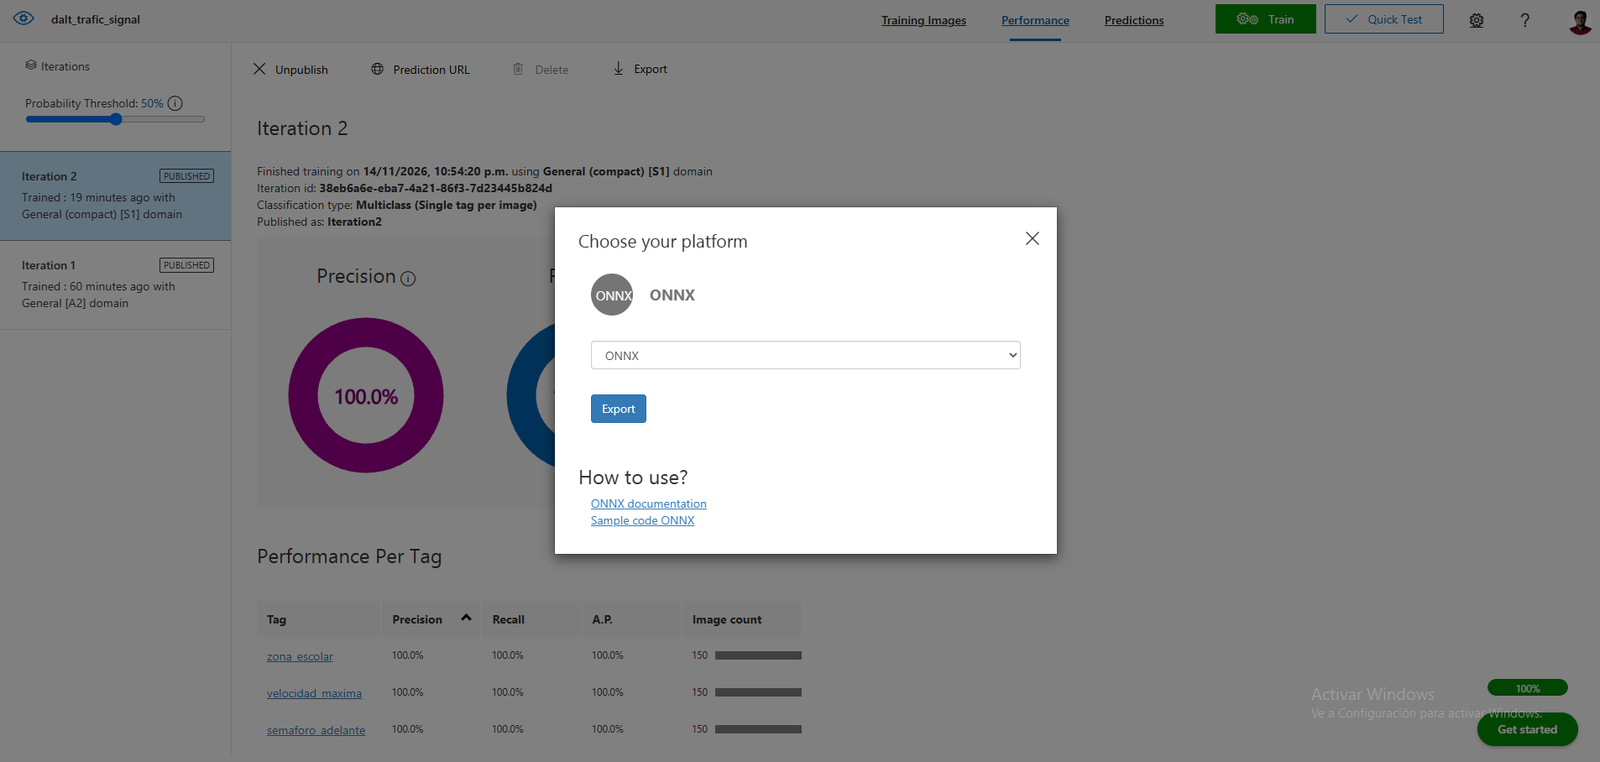 dalt_trafic_signal
Training Images
Performance
Predictions
Train
Quick Test
?
Iterations
Probability Threshold: 50% i
Unpublish
Prediction URL
Delete
Export
Iteration 2
PUBLISHED
Trained : 19 minutes ago with
General (compact) [S1] domain
Iteration 1
PUBLISHED
Trained : 60 minutes ago with
General [A2] domain
Iteration 2
Finished training on 14/11/2026, 10:54:20 p.m. using General (compact) [S1] domain
Iteration id: 38eb6a6e-eba7-4a21-86f3-7d23445b824d
Classification type: Multiclass (Single tag per image)
Published as: Iteration2
Precision i
100.0%
Choose your platform
ONNX
ONNX
ONNX
Export
How to use?
ONNX documentation
Sample code ONNX
Performance Per Tag
Tag Precision Recall A.P. Image count
zona_escolar 100.0% 100.0% 100.0% 150
velocidad_maxima 100.0% 100.0% 100.0% 150
semaforo_adelante 100.0% 100.0% 100.0% 150
Activar Windows
Ve a Configuración para activar Windows.
100%
Get started